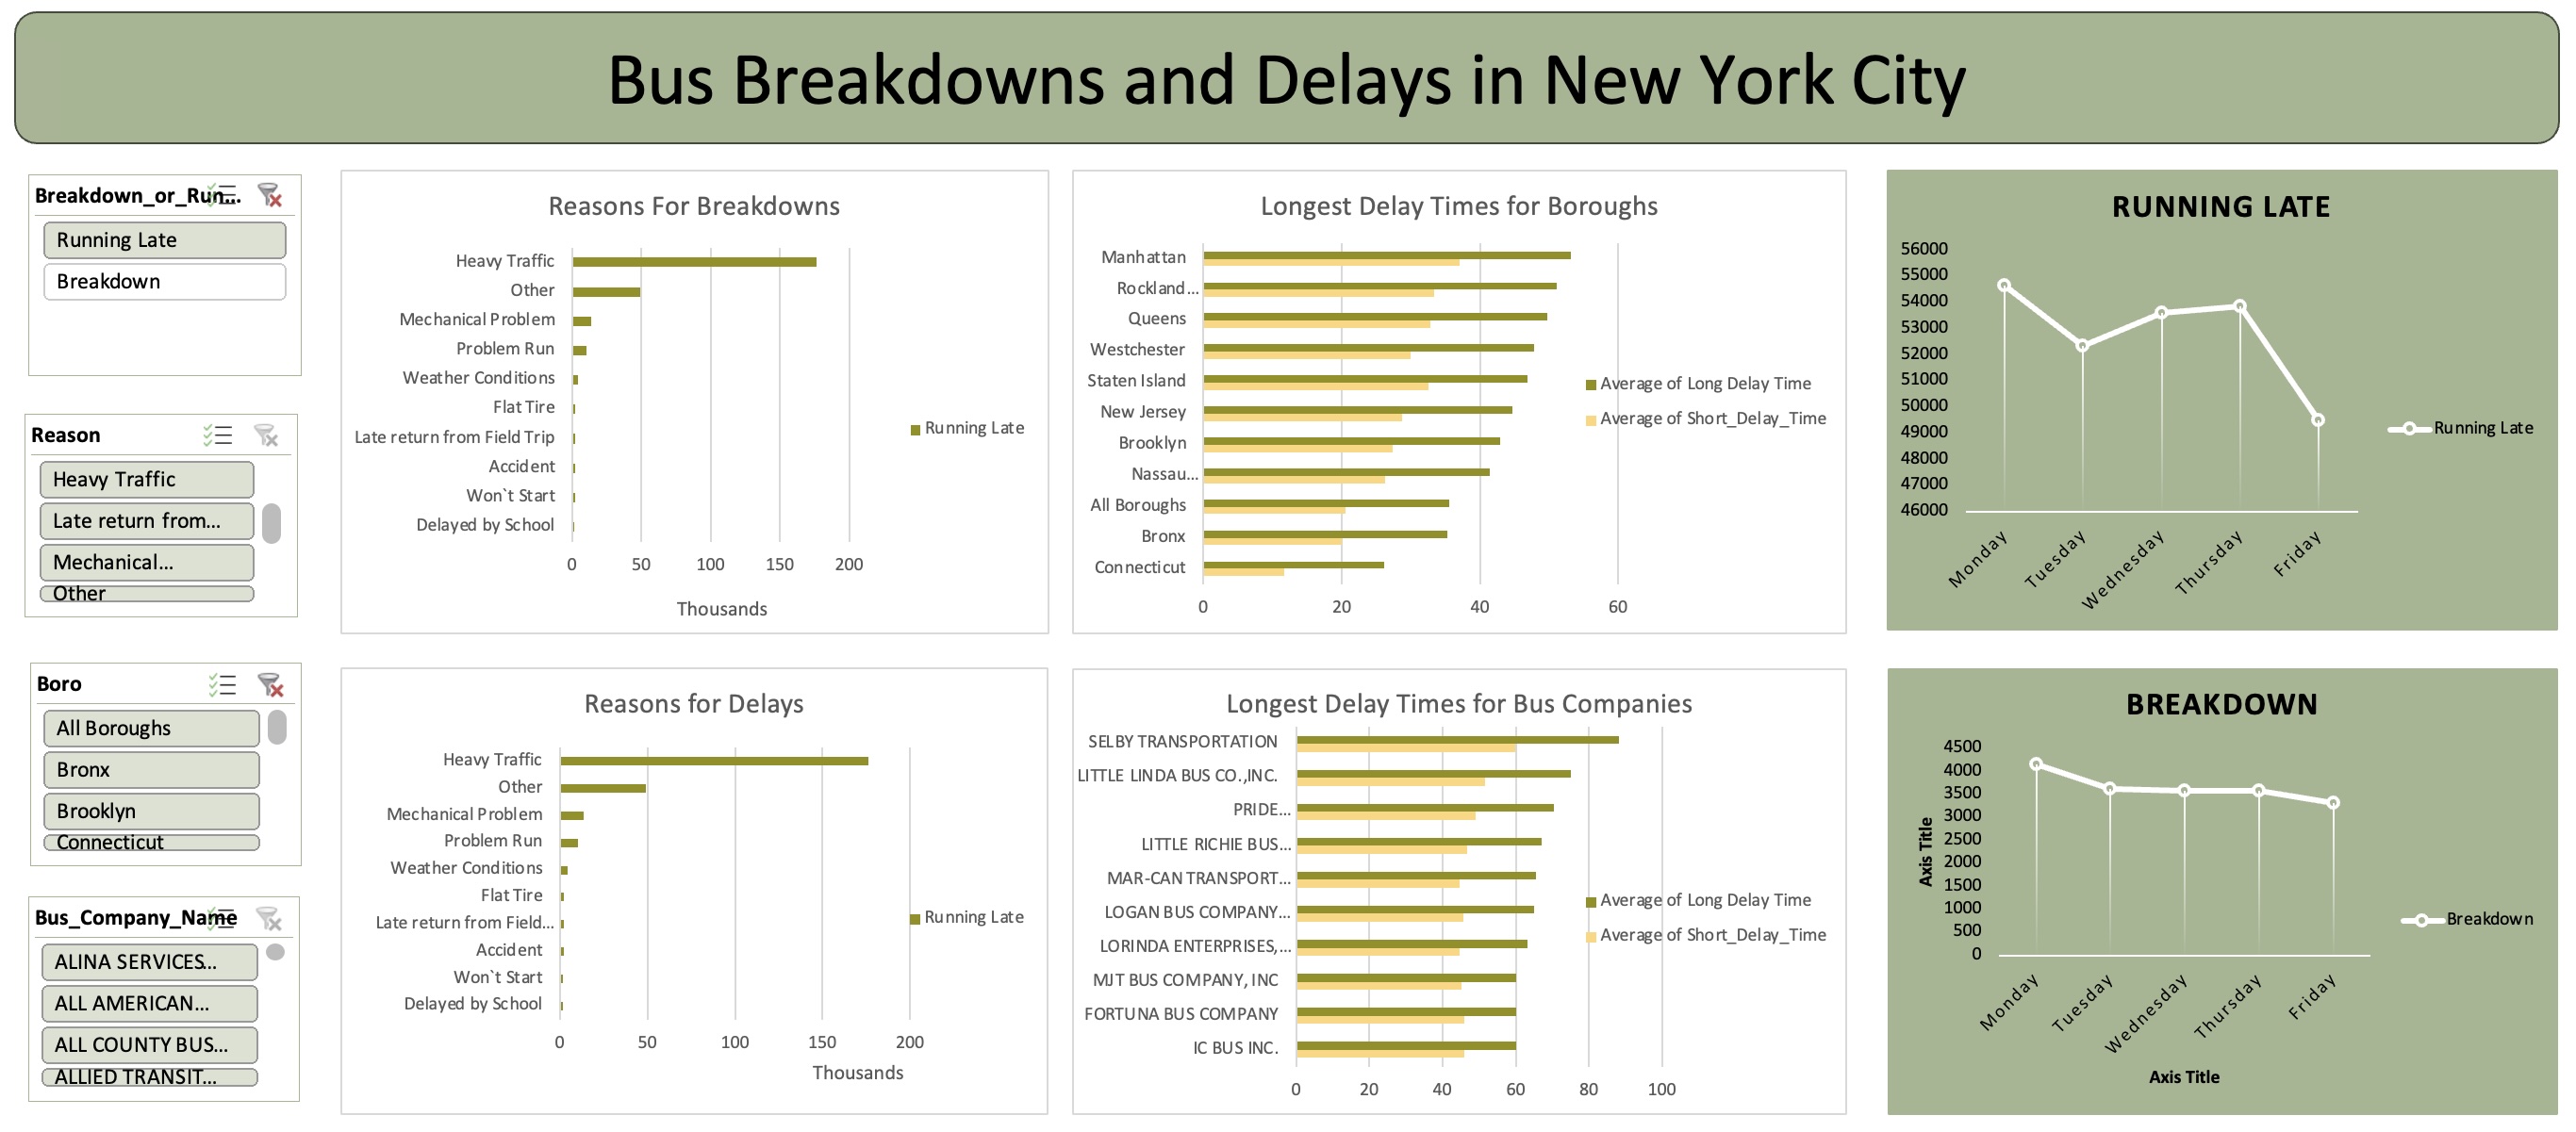 Bus Breakdowns and Delays in New York City
Breakdown_or_Run...
Running Late
Breakdown
Reason
Heavy Traffic
Late return from...
Mechanical...
Other
Boro
All Boroughs
Bronx
Brooklyn
Connecticut
Bus_Company_Name
ALINA SERVICES...
ALL AMERICAN...
ALL COUNTY BUS...
ALLIED TRANSIT...
Reasons For Breakdowns
Heavy Traffic
Other
Mechanical Problem
Problem Run
Weather Conditions
Flat Tire
Late return from Field Trip
Accident
Won`t Start
Delayed by School
0 50 100 150 200
Thousands
Running Late
Longest Delay Times for Boroughs
Manhattan
Rockland...
Queens
Westchester
Staten Island
New Jersey
Brooklyn
Nassau...
All Boroughs
Bronx
Connecticut
0 20 40 60
Average of Long Delay Time
Average of Short_Delay_Time
RUNNING LATE
56000
55000
54000
53000
52000
51000
50000
49000
48000
47000
46000
Monday
Tuesday
Wednesday
Thursday
Friday
Running Late
Reasons for Delays
Heavy Traffic
Other
Mechanical Problem
Problem Run
Weather Conditions
Flat Tire
Late return from Field...
Accident
Won`t Start
Delayed by School
0 50 100 150 200
Thousands
Running Late
Longest Delay Times for Bus Companies
SELBY TRANSPORTATION
LITTLE LINDA BUS CO.,INC.
PRIDE...
LITTLE RICHIE BUS...
MAR-CAN TRANSPORT...
LOGAN BUS COMPANY...
LORINDA ENTERPRISES,...
MJT BUS COMPANY, INC
FORTUNA BUS COMPANY
IC BUS INC.
0 20 40 60 80 100
Average of Long Delay Time
Average of Short_Delay_Time
BREAKDOWN
Axis Title
4500
4000
3500
3000
2500
2000
1500
1000
500
0
Monday
Tuesday
Wednesday
Thursday
Friday
Axis Title
Breakdown